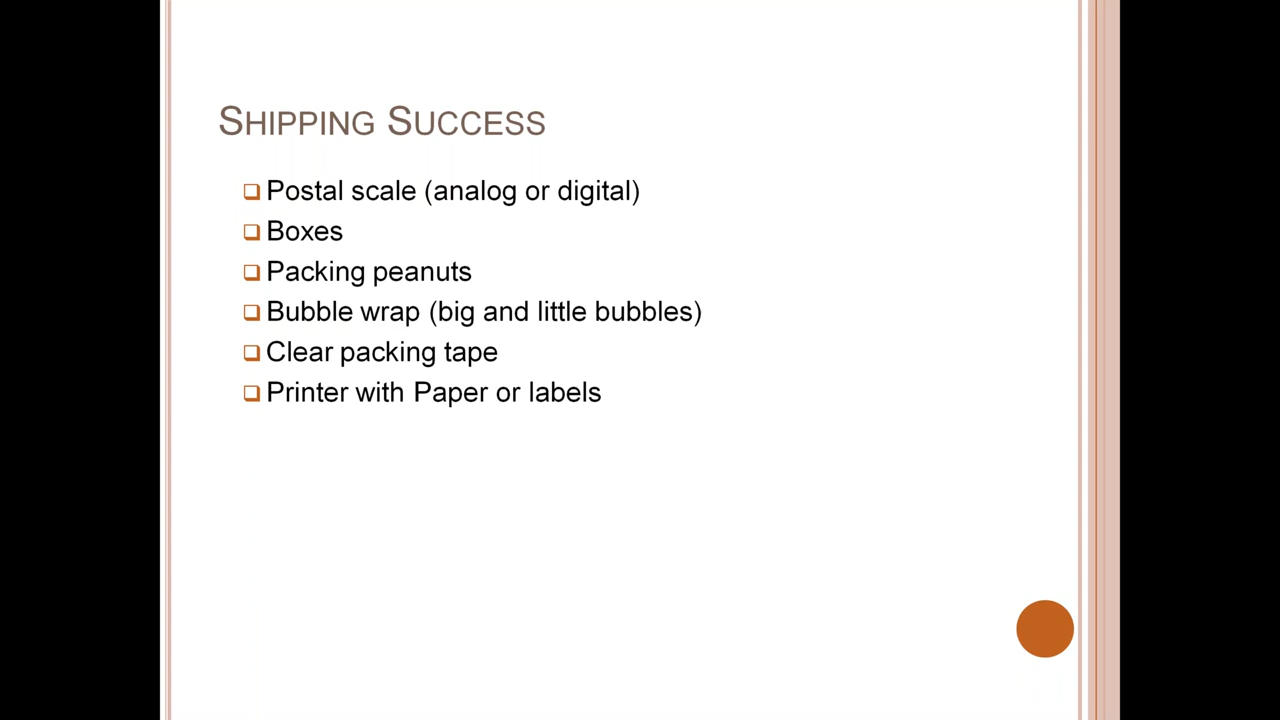 Shipping Success
Postal scale (analog or digital)
Boxes
Packing peanuts
Bubble wrap (big and little bubbles)
Clear packing tape
Printer with Paper or labels